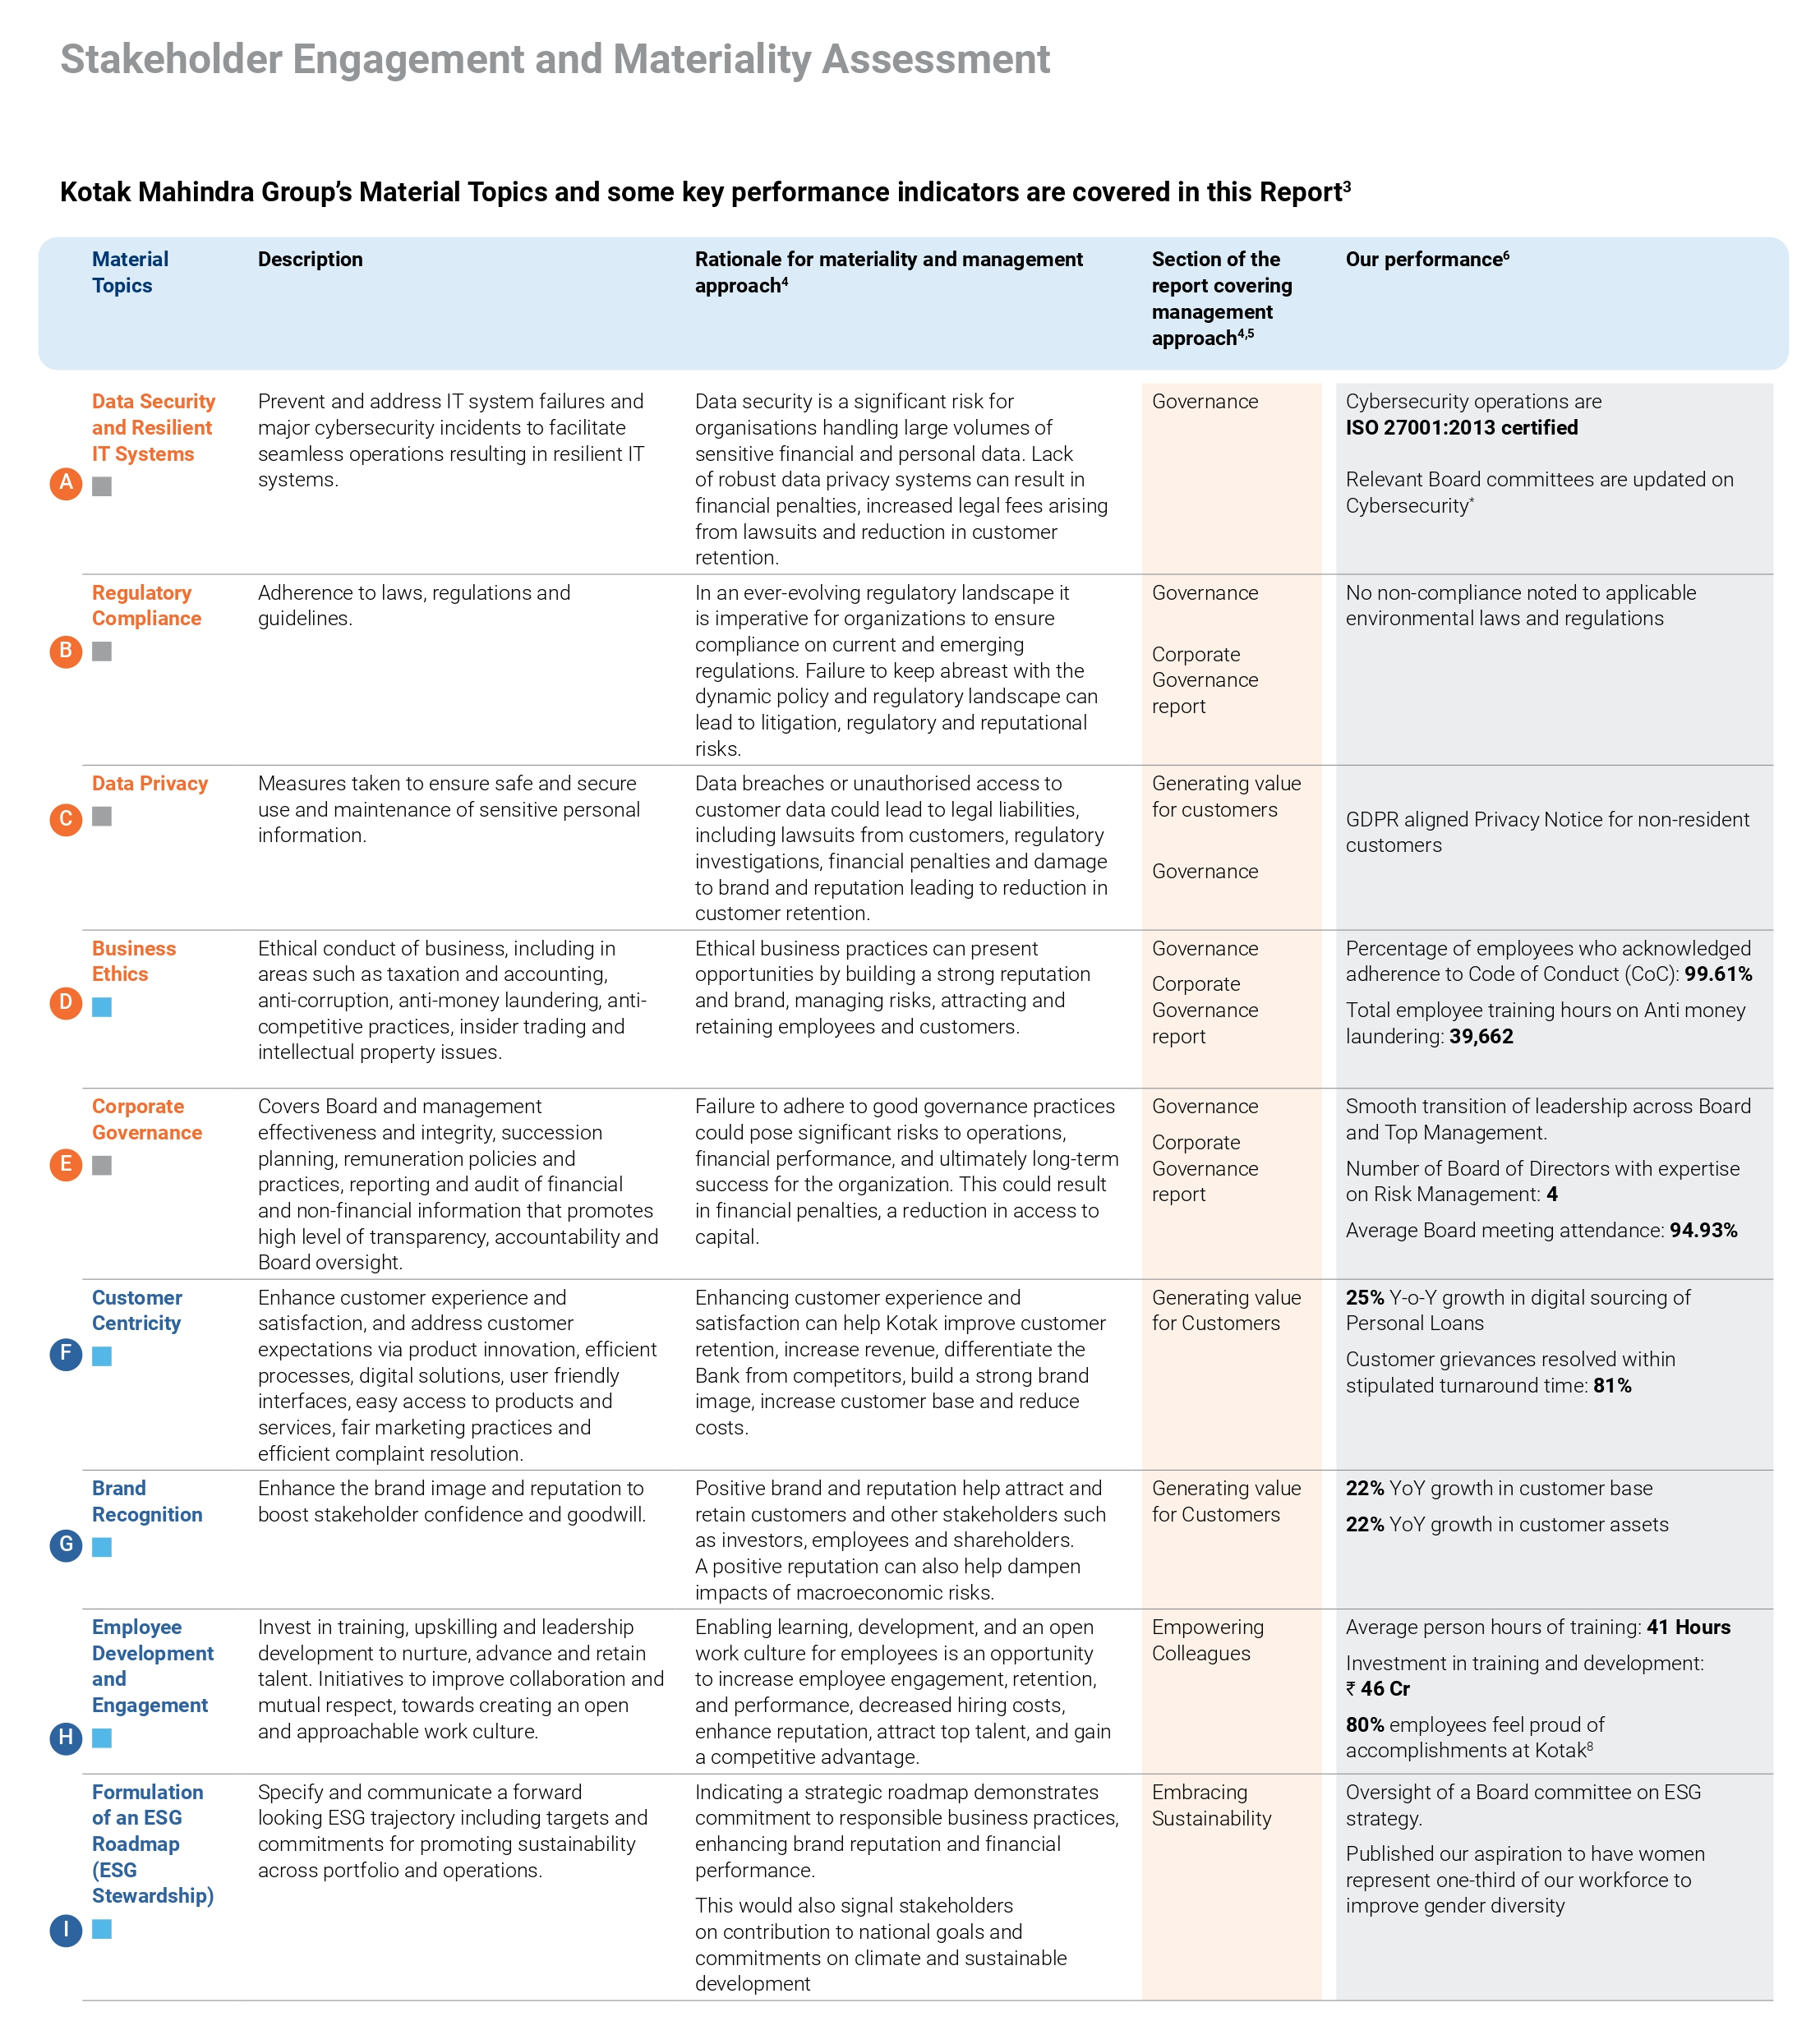 Stakeholder Engagement and Materiality Assessment
Kotak Mahindra Group’s Material Topics and some key performance indicators are covered in this Report³
Material
Topics
Description
Rationale for materiality and management
approach⁴
Section of the
report covering
management
approach⁴,⁵
Our performance⁶
Data Security
and Resilient
IT Systems
A
Prevent and address IT system failures and
major cybersecurity incidents to facilitate
seamless operations resulting in resilient IT
systems.
Data security is a significant risk for
organisations handling large volumes of
sensitive financial and personal data. Lack
of robust data privacy systems can result in
financial penalties, increased legal fees arising
from lawsuits and reduction in customer
retention.
Governance
Cybersecurity operations are
ISO 27001:2013 certified
Relevant Board committees are updated on
Cybersecurity*
Regulatory
Compliance
B
Adherence to laws, regulations and
guidelines.
In an ever-evolving regulatory landscape it
is imperative for organizations to ensure
compliance on current and emerging
regulations. Failure to keep abreast with the
dynamic policy and regulatory landscape can
lead to litigation, regulatory and reputational
risks.
Governance
Corporate
Governance
report
No non-compliance noted to applicable
environmental laws and regulations
Data Privacy
C
Measures taken to ensure safe and secure
use and maintenance of sensitive personal
information.
Data breaches or unauthorised access to
customer data could lead to legal liabilities,
including lawsuits from customers, regulatory
investigations, financial penalties and damage
to brand and reputation leading to reduction in
customer retention.
Generating value
for customers
Governance
GDPR aligned Privacy Notice for non-resident
customers
Business
Ethics
D
Ethical conduct of business, including in
areas such as taxation and accounting,
anti-corruption, anti-money laundering, anti-
competitive practices, insider trading and
intellectual property issues.
Ethical business practices can present
opportunities by building a strong reputation
and brand, managing risks, attracting and
retaining employees and customers.
Governance
Corporate
Governance
report
Percentage of employees who acknowledged
adherence to Code of Conduct (CoC): 99.61%
Total employee training hours on Anti money
laundering: 39,662
Corporate
Governance
E
Covers Board and management
effectiveness and integrity, succession
planning, remuneration policies and
practices, reporting and audit of financial
and non-financial information that promotes
high level of transparency, accountability and
Board oversight.
Failure to adhere to good governance practices
could pose significant risks to operations,
financial performance, and ultimately long-term
success for the organization. This could result
in financial penalties, a reduction in access to
capital.
Governance
Corporate
Governance
report
Smooth transition of leadership across Board
and Top Management.
Number of Board of Directors with expertise
on Risk Management: 4
Average Board meeting attendance: 94.93%
Customer
Centricity
F
Enhance customer experience and
satisfaction, and address customer
expectations via product innovation, efficient
processes, digital solutions, user friendly
interfaces, easy access to products and
services, fair marketing practices and
efficient complaint resolution.
Enhancing customer experience and
satisfaction can help Kotak improve customer
retention, increase revenue, differentiate the
Bank from competitors, build a strong brand
image, increase customer base and reduce
costs.
Generating value
for Customers
25% Y-o-Y growth in digital sourcing of
Personal Loans
Customer grievances resolved within
stipulated turnaround time: 81%
Brand
Recognition
G
Enhance the brand image and reputation to
boost stakeholder confidence and goodwill.
Positive brand and reputation help attract and
retain customers and other stakeholders such
as investors, employees and shareholders.
A positive reputation can also help dampen
impacts of macroeconomic risks.
Generating value
for Customers
22% YoY growth in customer base
22% YoY growth in customer assets
Employee
Development
and
Engagement
H
Invest in training, upskilling and leadership
development to nurture, advance and retain
talent. Initiatives to improve collaboration and
mutual respect, towards creating an open
and approachable work culture.
Enabling learning, development, and an open
work culture for employees is an opportunity
to increase employee engagement, retention,
and performance, decreased hiring costs,
enhance reputation, attract top talent, and gain
a competitive advantage.
Empowering
Colleagues
Average person hours of training: 41 Hours
Investment in training and development:
₹ 46 Cr
80% employees feel proud of
accomplishments at Kotak⁸
Formulation
of an ESG
Roadmap
(ESG
Stewardship)
I
Specify and communicate a forward
looking ESG trajectory including targets and
commitments for promoting sustainability
across portfolio and operations.
Indicating a strategic roadmap demonstrates
commitment to responsible business practices,
enhancing brand reputation and financial
performance.
This would also signal stakeholders
on contribution to national goals and
commitments on climate and sustainable
development
Embracing
Sustainability
Oversight of a Board committee on ESG
strategy.
Published our aspiration to have women
represent one-third of our workforce to
improve gender diversity